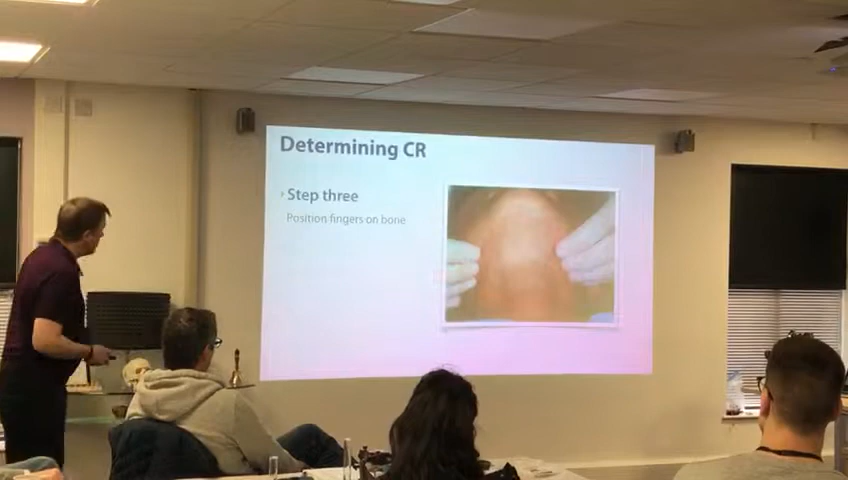 Determining CR
Step three
Position fingers on bone